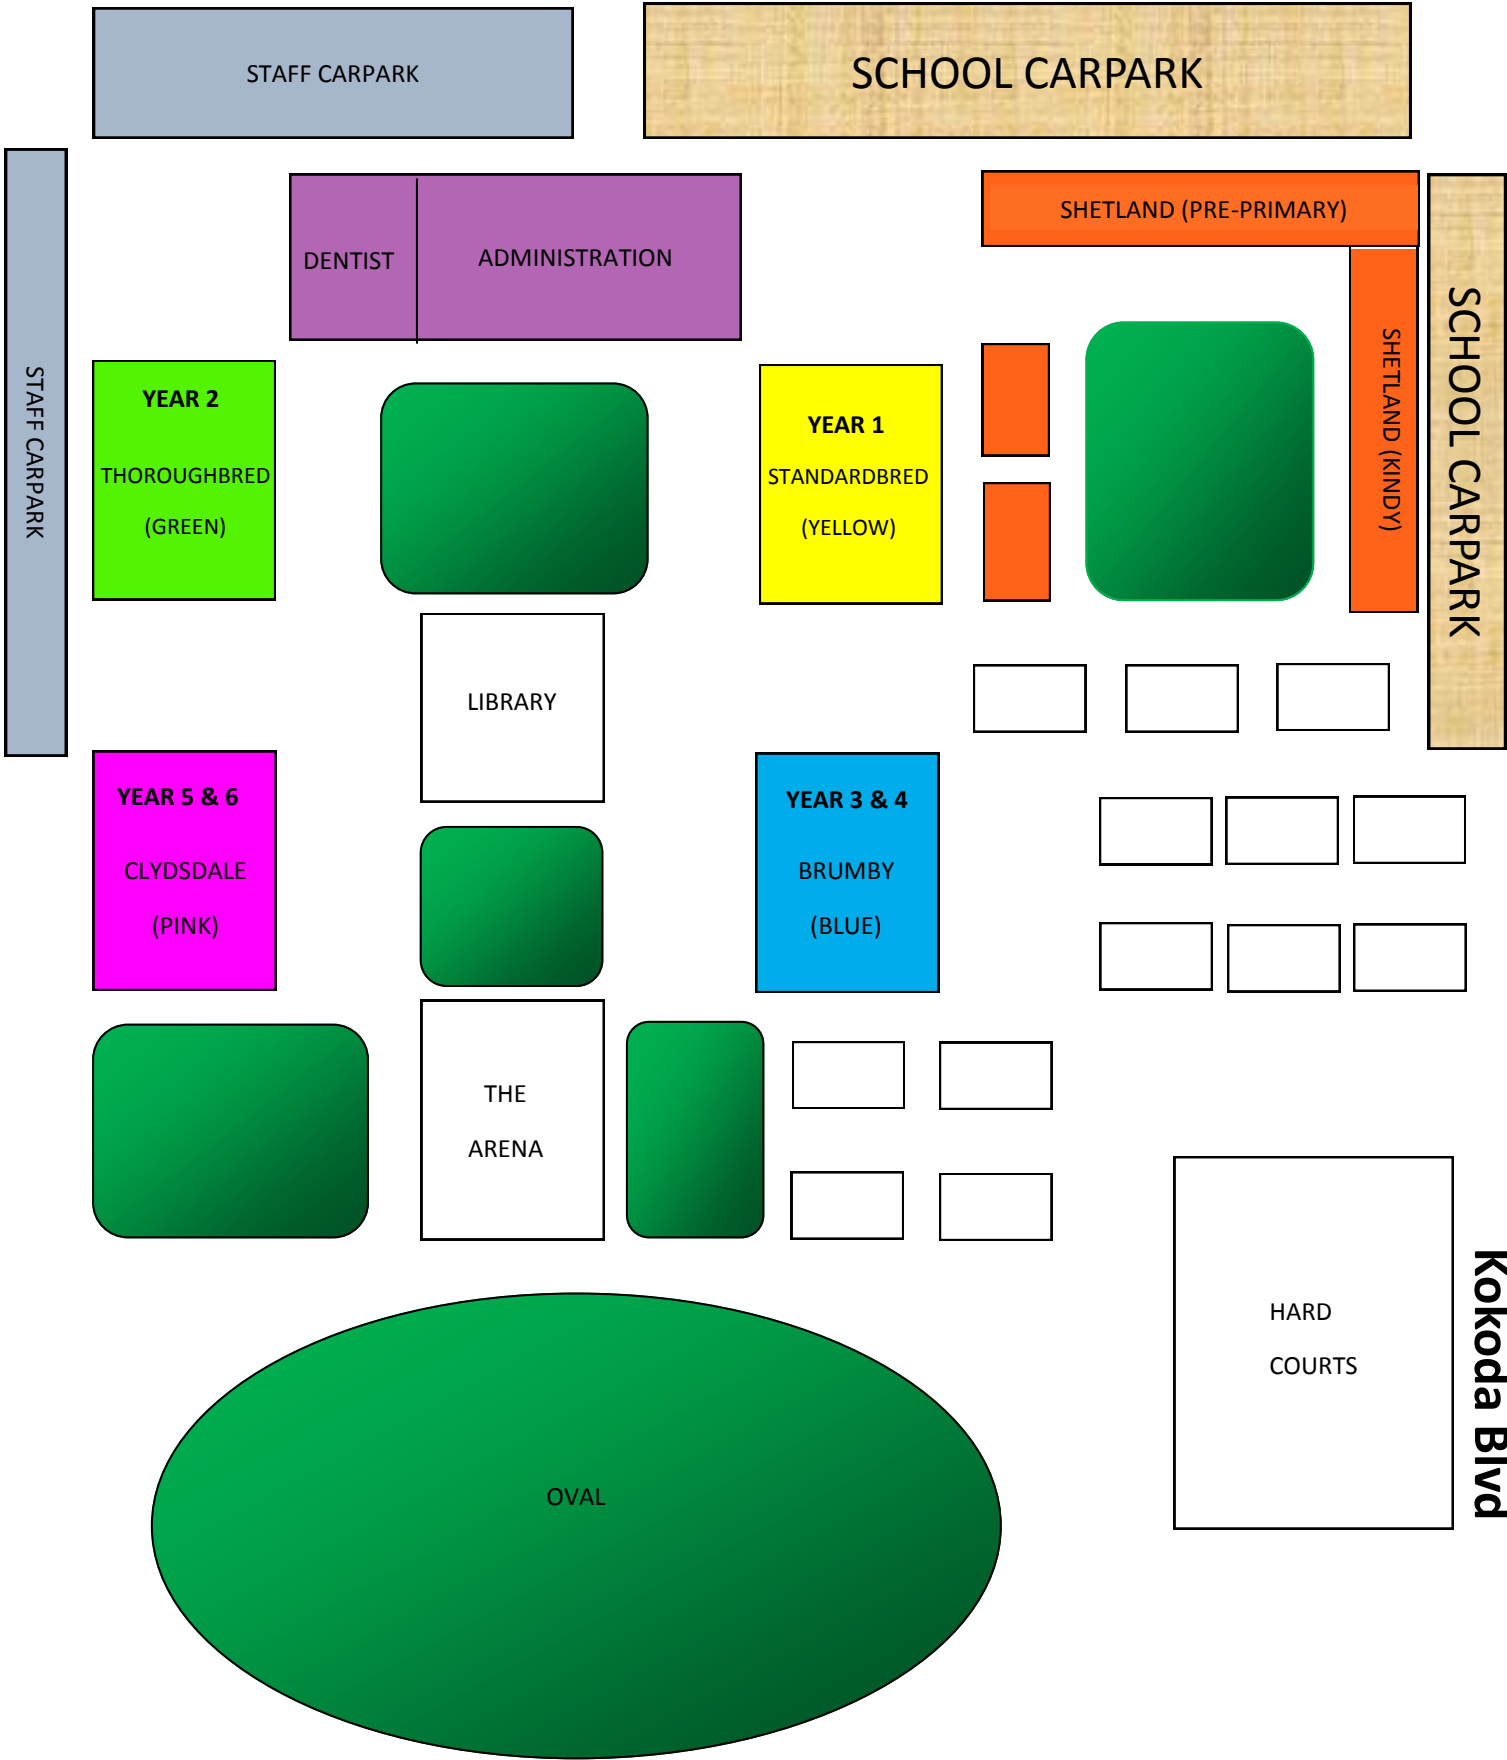 STAFF CARPARK
SCHOOL CARPARK
STAFF CARPARK
DENTIST
ADMINISTRATION
SHETLAND (PRE-PRIMARY)
SHETLAND (KINDY)
SCHOOL CARPARK
YEAR 2
THOROUGHBRED
(GREEN)
YEAR 1
STANDARDBRED
(YELLOW)
LIBRARY
YEAR 5 & 6
CLYDSDALE
(PINK)
YEAR 3 & 4
BRUMBY
(BLUE)
THE
ARENA
HARD
COURTS
Kokoda Blvd
OVAL